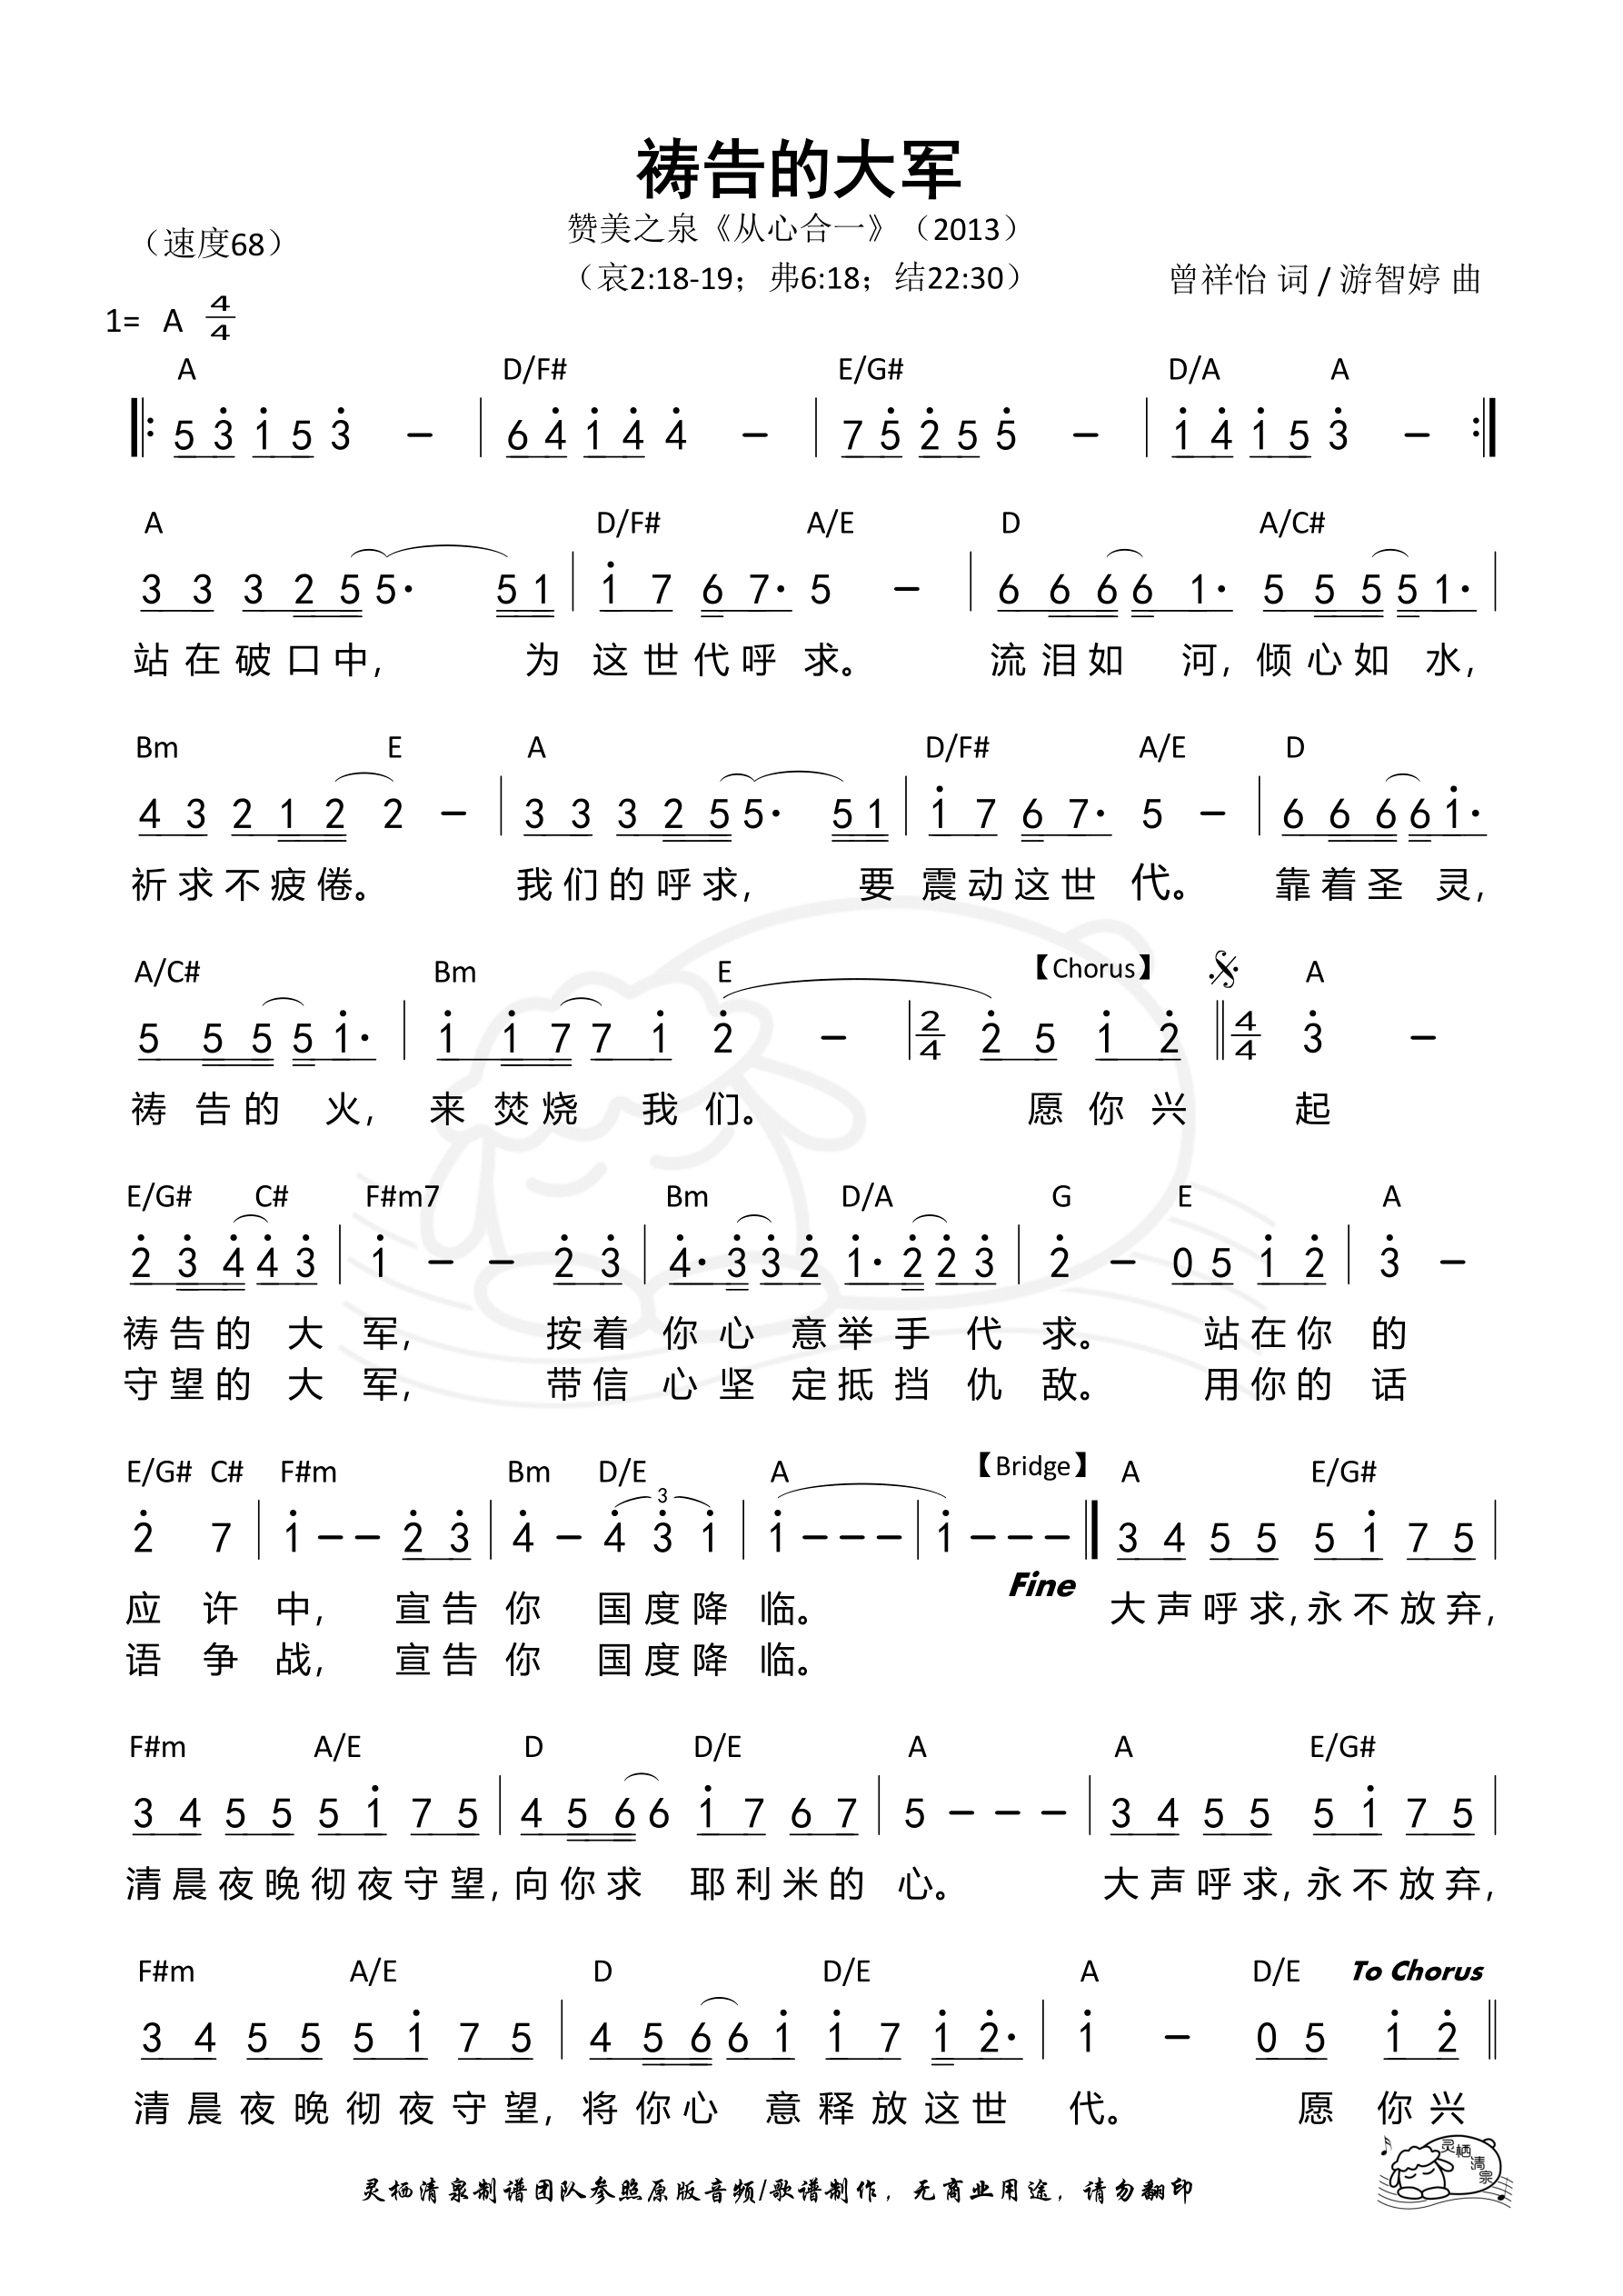 祷告的大军
赞美之泉《从心合一》（2013）
（速度68）
（哀2:18-19；弗6:18；结22:30）
曾祥怡 词 / 游智婷 曲
1= A 4/4
A D/F# E/G# D/A A
5 3̇ 1̇ 5 3̇ – | 6 4̇ 1̇ 4̇ 4̇ – | 7 5̇ 2̇ 5 5̇ – | 1̇ 4̇ 1̇ 5 3̇ –
A D/F# A/E D A/C#
3 3 3 2 5 5· 5 1 | 1̇ 7 6 7· 5 – | 6 6 6 6 1· 5 5 5 5 1· |
站在破口中, 为 这世代呼 求。 流泪如 河, 倾心如 水,
Bm E A D/F# A/E D
4 3 2 1 2 2 – | 3 3 3 2 5 5· 5 1 | 1̇ 7 6 7· 5 – | 6 6 6 6 1̇·
祈求不疲倦。 我们的呼求, 要 震动这世 代。 靠着圣 灵,
A/C# Bm E 【Chorus】 A
5 5 5 5 1̇· | 1̇ 1̇ 7 7 1̇ 2̇ – | 2/4 2̇ 5 1̇ 2̇ || 4/4 3̇ –
祷 告的 火, 来 焚烧 我 们。 愿你兴 起
E/G# C# F#m7 Bm D/A G E A
2̇ 3̇ 4̇ 4̇ 3̇ | 1̇ – – 2̇ 3̇ | 4̇· 3̇ 3̇ 2̇ 1̇· 2̇ 2̇ 3̇ | 2̇ – 0 5 1̇ 2̇ | 3̇ –
祷告的 大 军, 按着 你心 意举手 代 求。 站在你 的
守望的 大 军, 带信 心坚 定抵挡 仇 敌。 用你的 话
E/G# C# F#m Bm D/E A 【Bridge】 A E/G#
2̇ 7 | 1̇ – – 2̇ 3̇ | 4̇ – 4̇ 3̇ 1̇ 3 | 1̇ – – – | 1̇ – – – | 3 4 5 5 5 1̇ 7 5 |
Fine
应 许 中, 宣告 你 国度降 临。 大声呼求,永不放弃,
语 争 战, 宣告 你 国度降 临。
F#m A/E D D/E A A E/G#
3 4 5 5 5 1̇ 7 5 | 4 5 6 6 1̇ 7 6 7 | 5 – – – | 3 4 5 5 5 1̇ 7 5 |
清晨夜晚彻夜守望,向你求 耶利米的 心。 大声呼求,永不放弃,
F#m A/E D D/E A D/E To Chorus
3 4 5 5 5 1̇ 7 5 | 4 5 6 6 1̇ 1̇ 7 1̇ 2̇· | 1̇ – 0 5 1̇ 2̇ ||
清晨夜晚彻夜守望, 将你心 意释放这世 代。 愿 你兴
灵栖清泉
灵栖清泉制谱团队参照原版音频/歌谱制作，无商业用途，请勿翻印